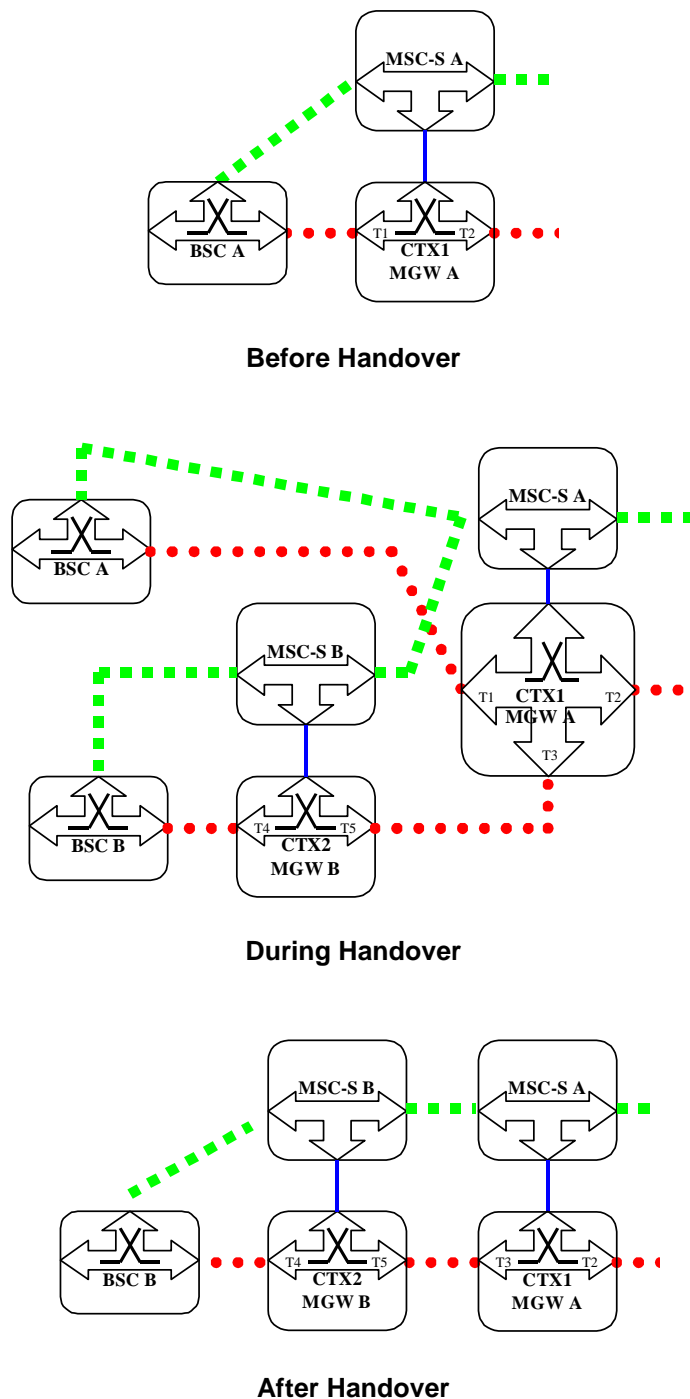 MSC-S A
T1
T2
CTX1
BSC A
MGW A
Before Handover
MSC-S A
BSC A
MSC-S B
T1
CTX1
T2
MGW A
T3
T4
T5
BSC B
CTX2
MGW B
During Handover
MSC-S B
MSC-S A
T4
T5
T3
T2
BSC B
CTX2
CTX1
MGW B
MGW A
After Handover